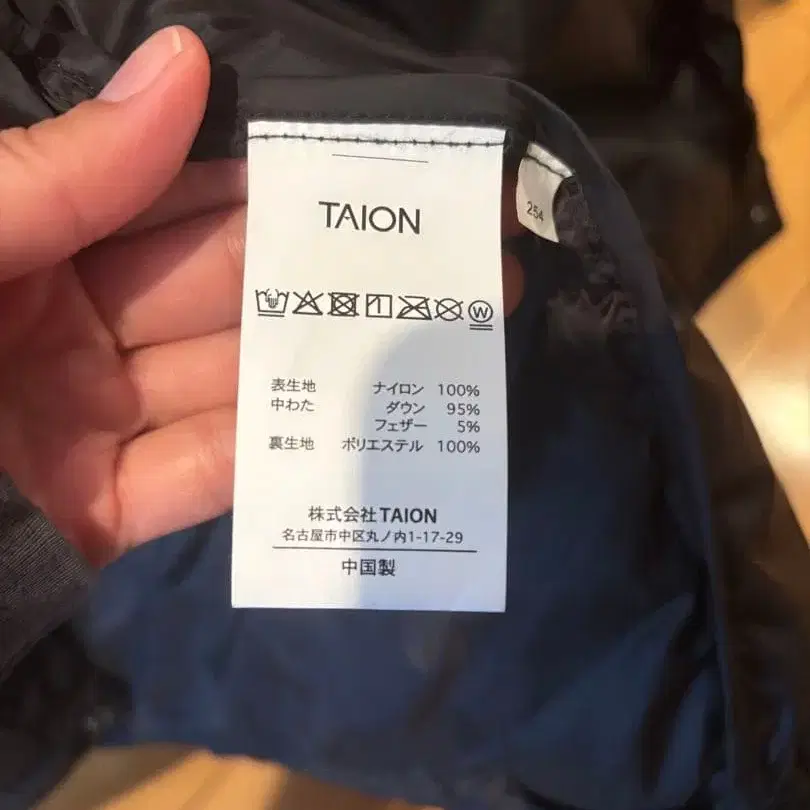 TAION
W
表生地 ナイロン 100%
中わた ダウン 95%
フェザー 5%
裏生地 ポリエステル 100%
株式会社TAION
名古屋市中区丸ノ内1-17-29
中国製
254